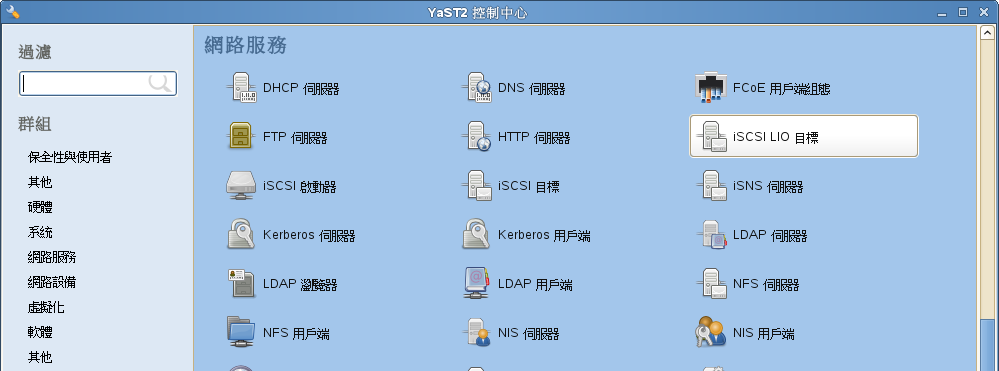 YaST2 控制中心
過濾
群組
保全性與使用者
其他
硬體
系統
網路服務
網路設備
虛擬化
軟體
其他
網路服務
DHCP 伺服器
DNS 伺服器
FCoE 用戶端組態
FTP 伺服器
HTTP 伺服器
iSCSI LIO 目標
iSCSI 啟動器
iSCSI 目標
iSNS 伺服器
Kerberos 伺服器
Kerberos 用戶端
LDAP 伺服器
LDAP 瀏覽器
LDAP 用戶端
NFS 伺服器
NFS 用戶端
NIS 伺服器
NIS 用戶端